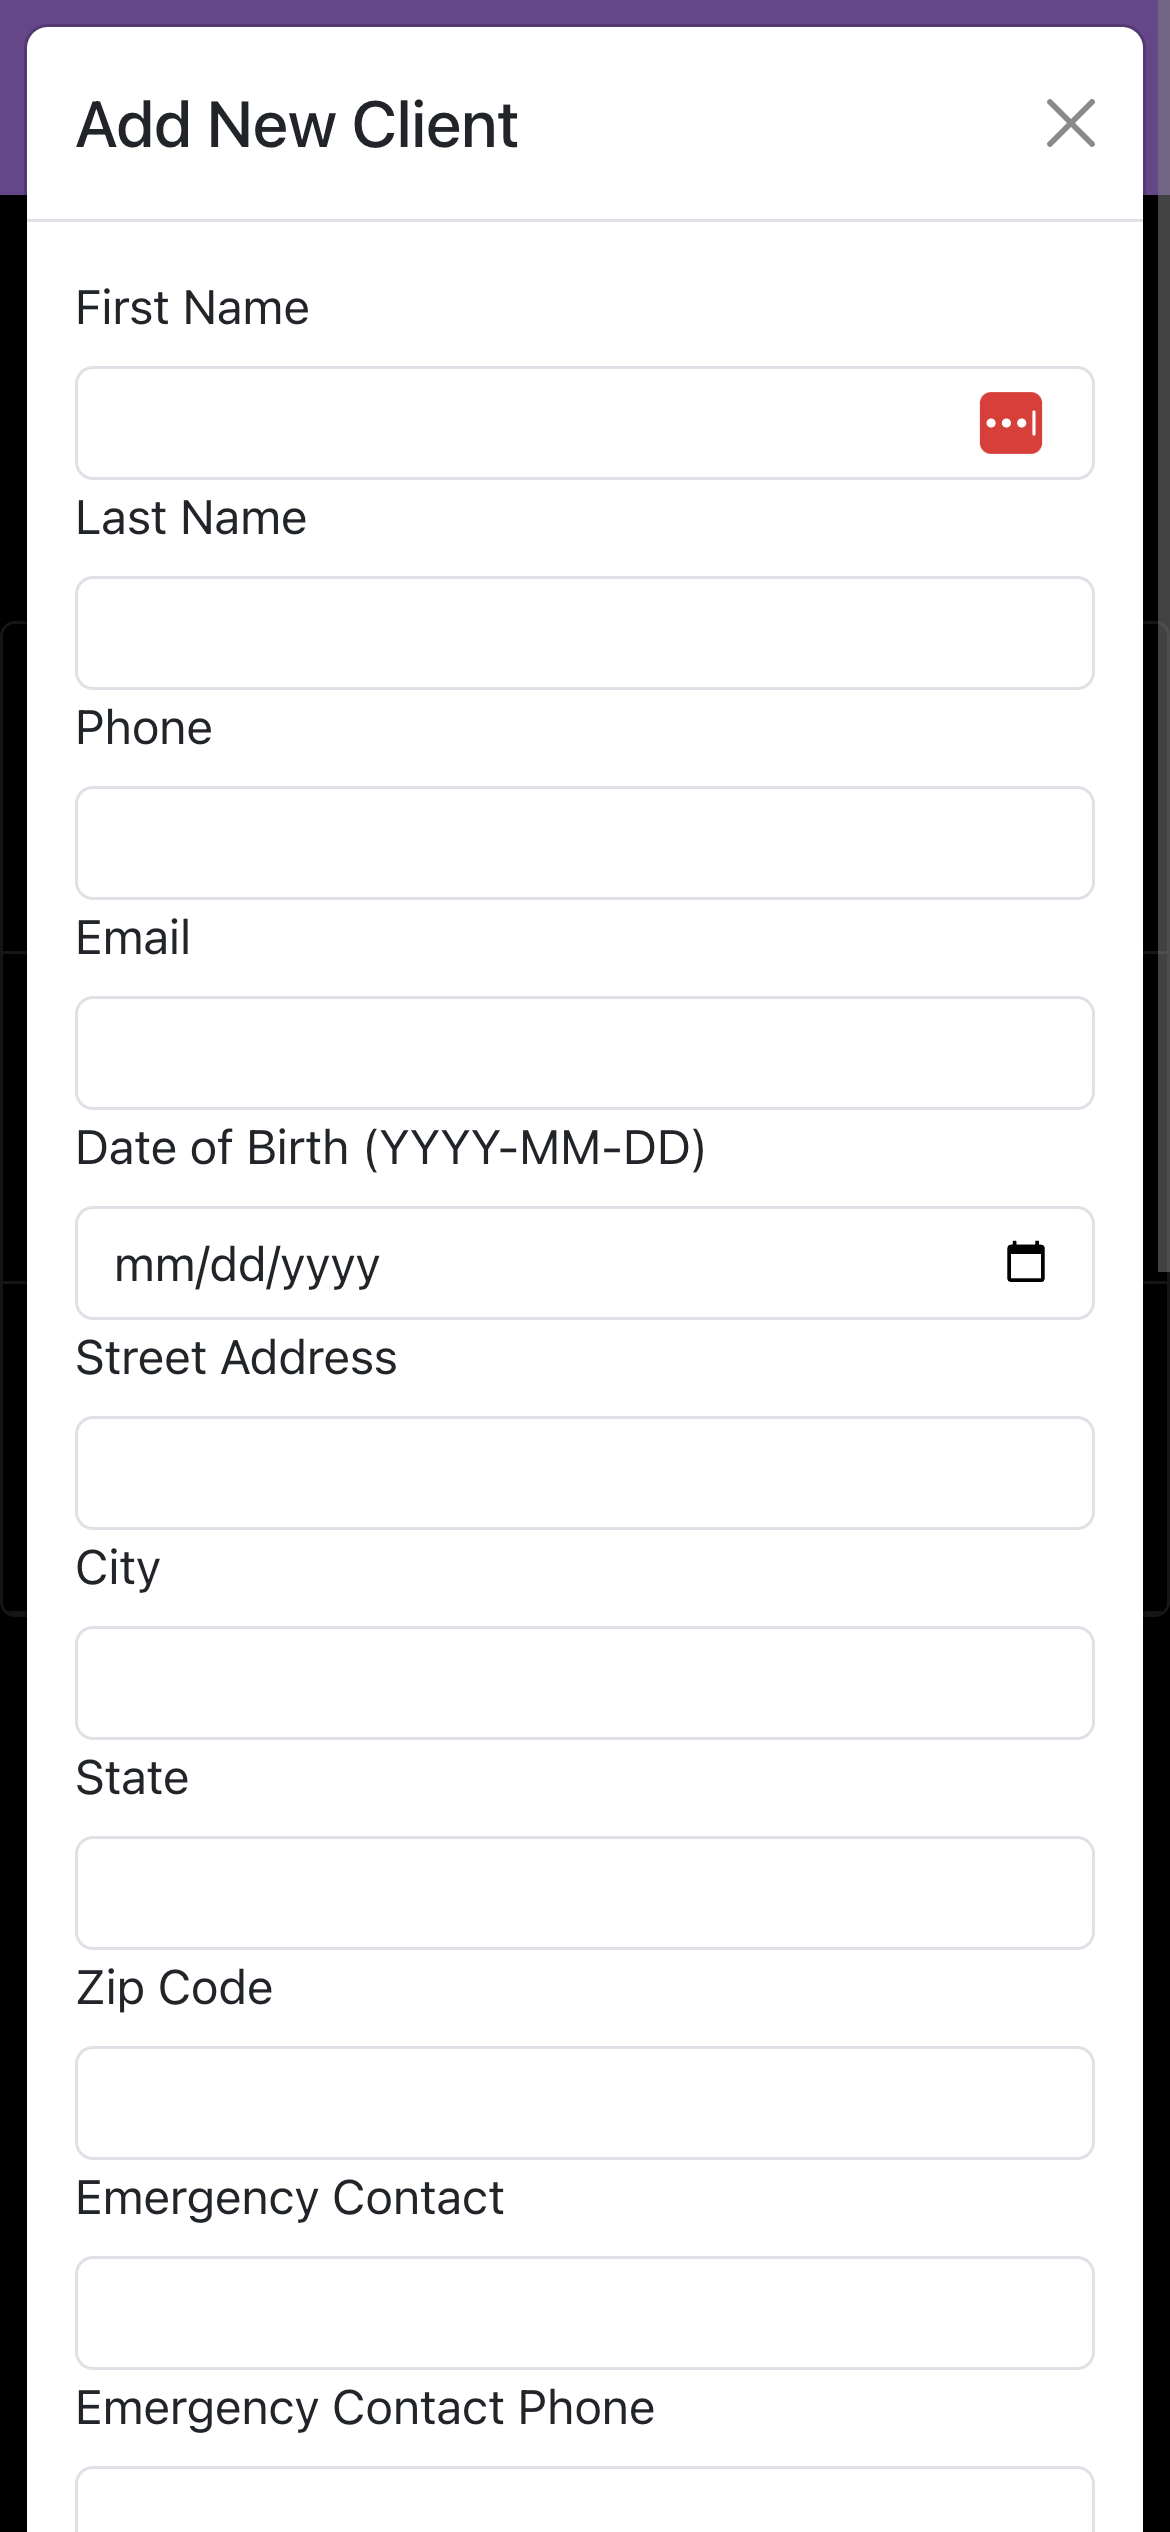 Add New Client
First Name
Last Name
Phone
Email
Date of Birth (YYYY-MM-DD)
mm/dd/yyyy
Street Address
City
State
Zip Code
Emergency Contact
Emergency Contact Phone